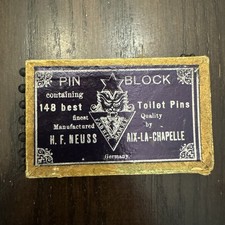 PIN BLOCK
containing
148 best Toilet Pins
finest Quality
Manufactured by
H. F. NEUSS AIX-LA-CHAPELLE
Germany.